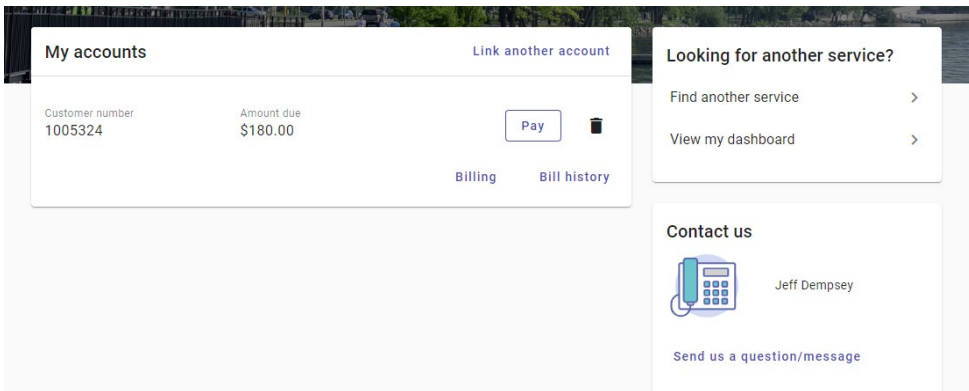 My accounts
Link another account
Customer number
1005324
Amount due
$180.00
Pay
Billing
Bill history
Looking for another service?
Find another service
View my dashboard
Contact us
Jeff Dempsey
Send us a question/message